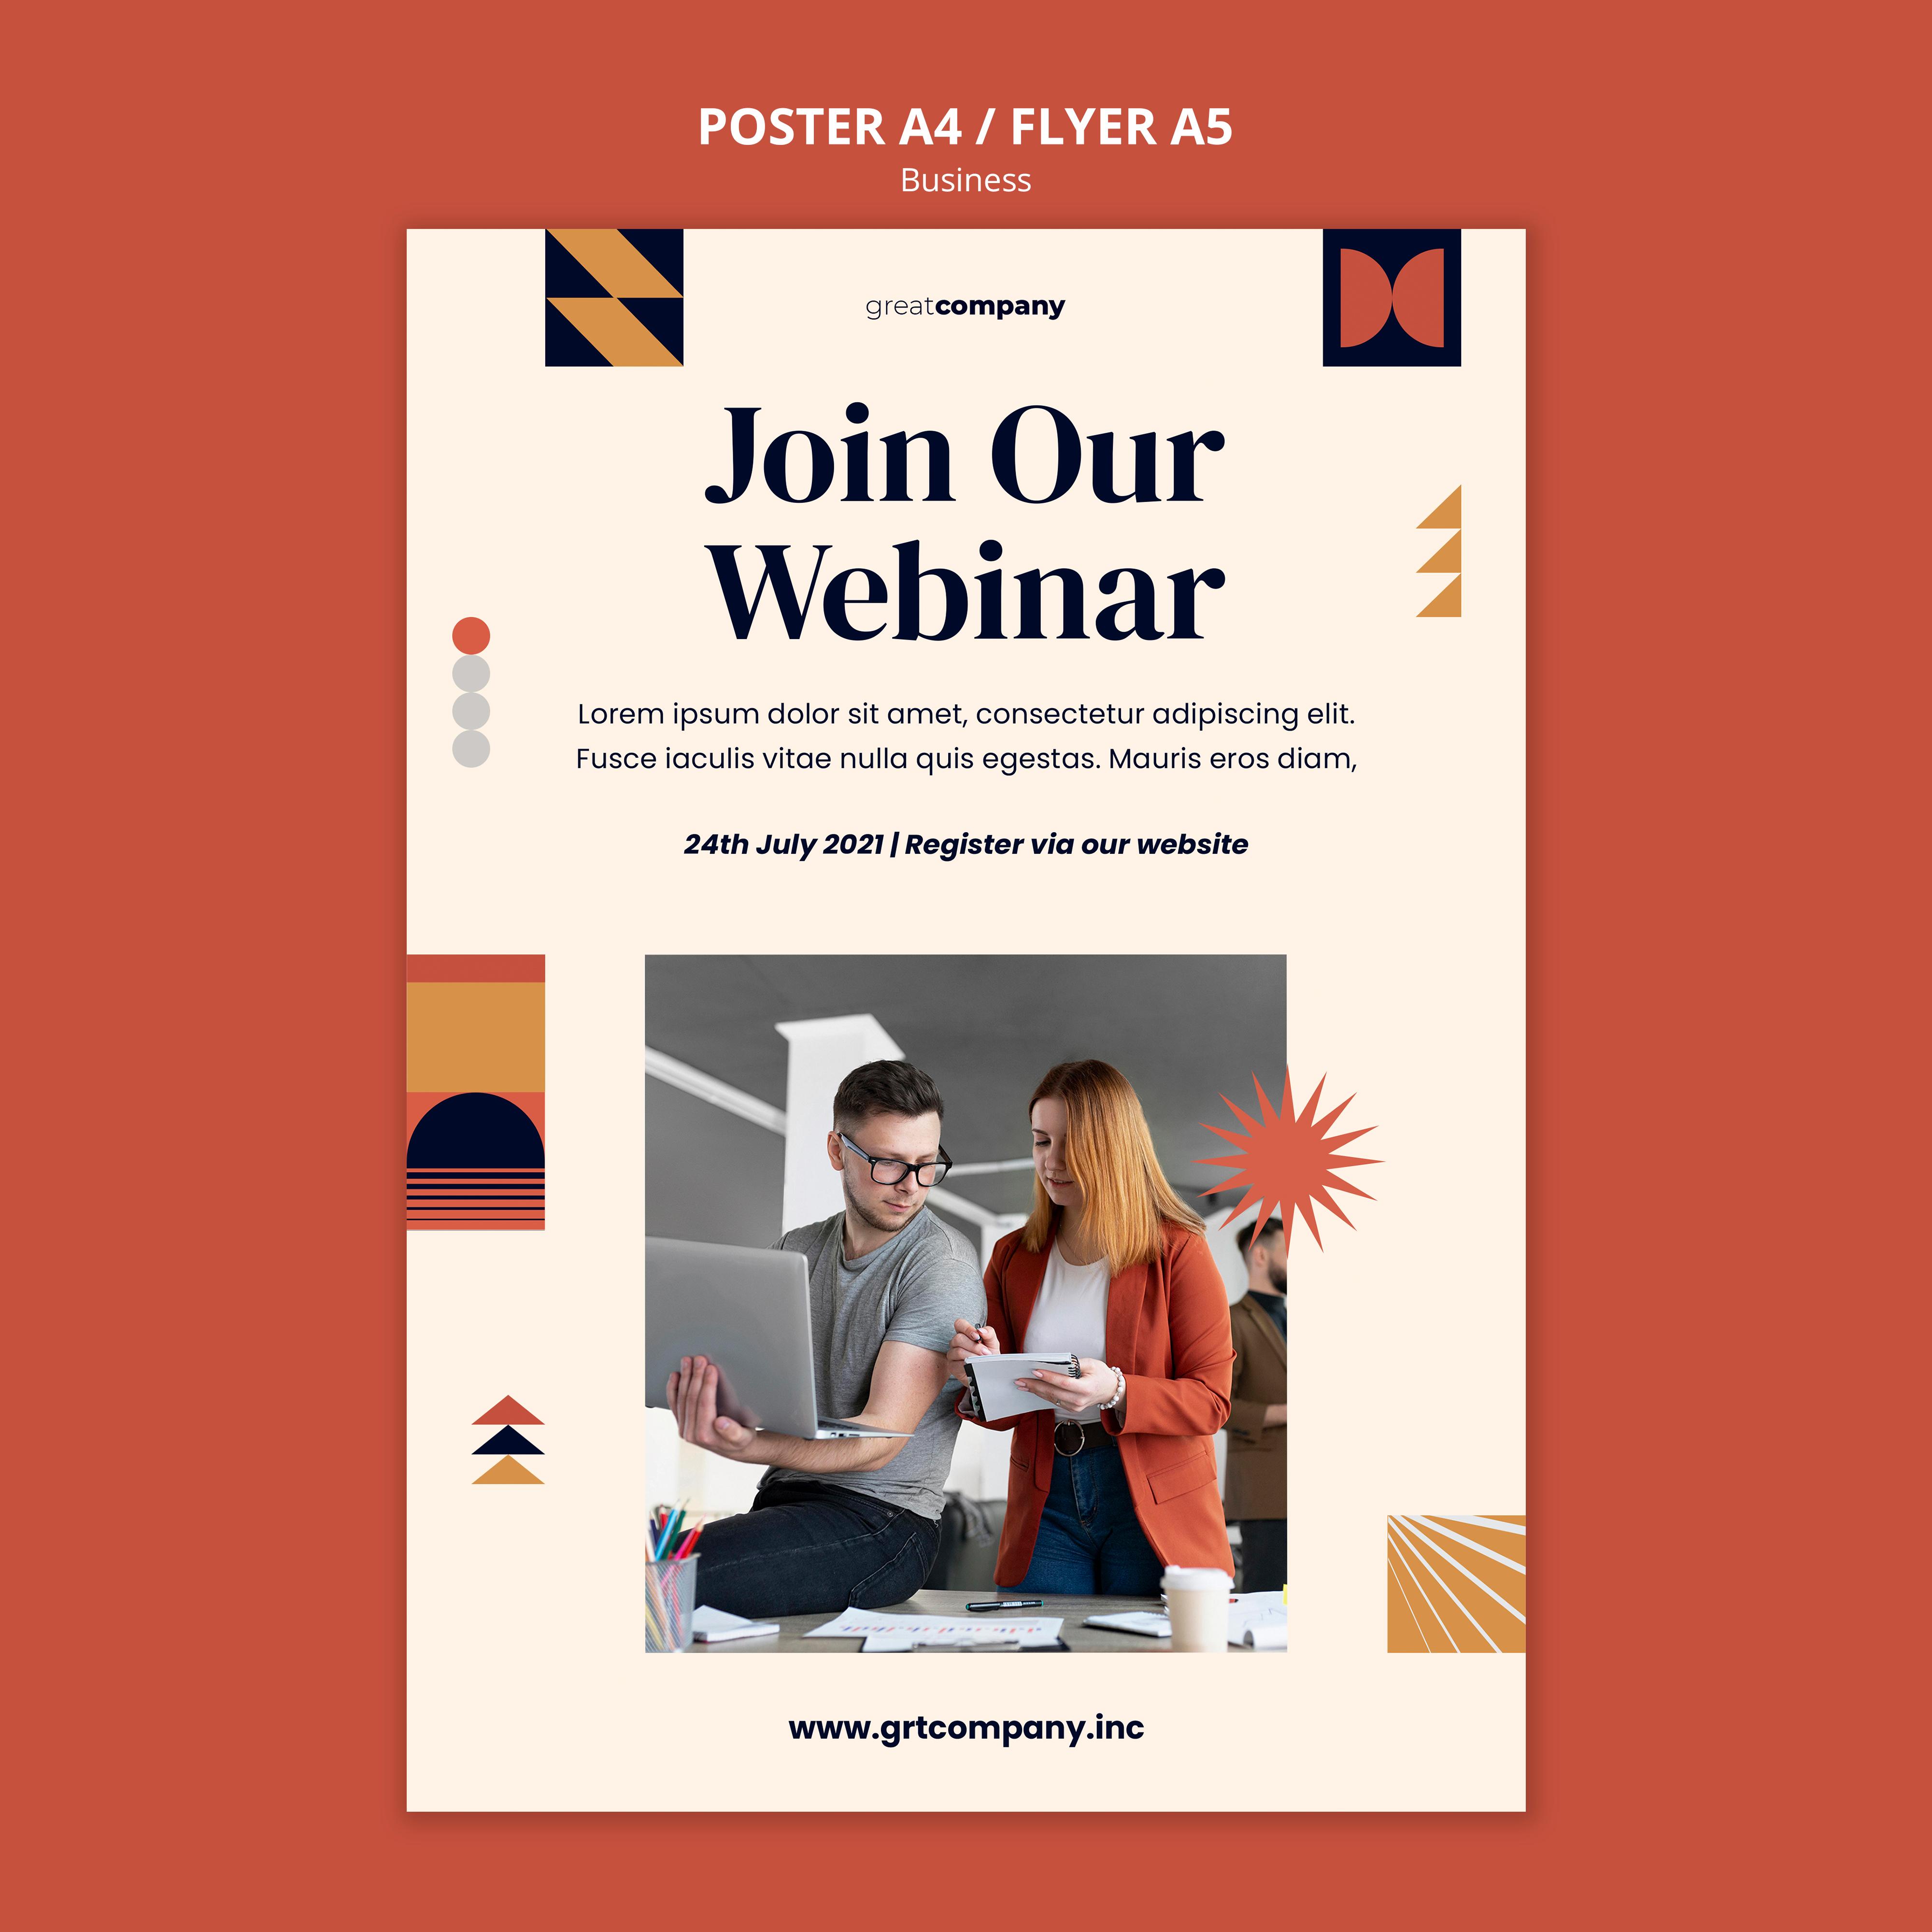 POSTER A4 / FLYER A5
Business
greatcompany
Join Our
Webinar
Lorem ipsum dolor sit amet, consectetur adipiscing elit.
Fusce iaculis vitae nulla quis egestas. Mauris eros diam,
24th July 2021 | Register via our website
www.grtcompany.inc